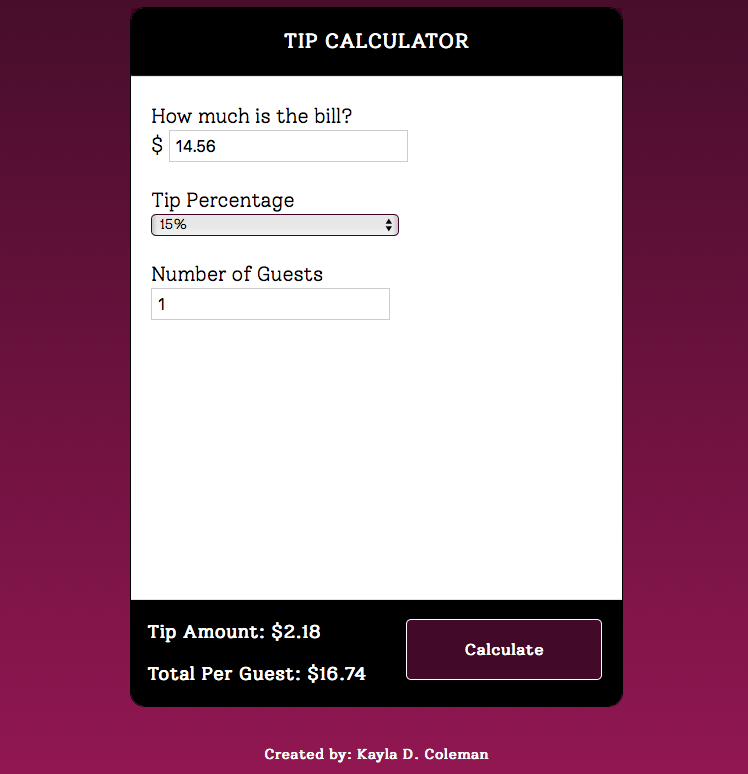 TIP CALCULATOR
How much is the bill?
$ 14.56
Tip Percentage
15%
Number of Guests
1
Tip Amount: $2.18
Total Per Guest: $16.74
Calculate
Created by: Kayla D. Coleman